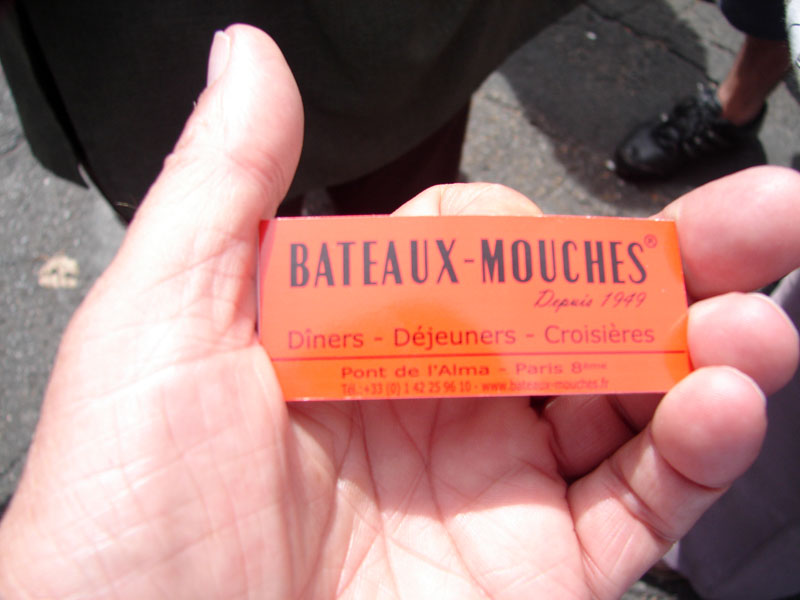 BATEAUX-MOUCHES®
Depuis 1949
Dîners - Déjeuners - Croisières
Pont de l'Alma - Paris 8ème
Tél.:+33 (0) 1 42 25 96 10 - www.bateaux-mouches.fr